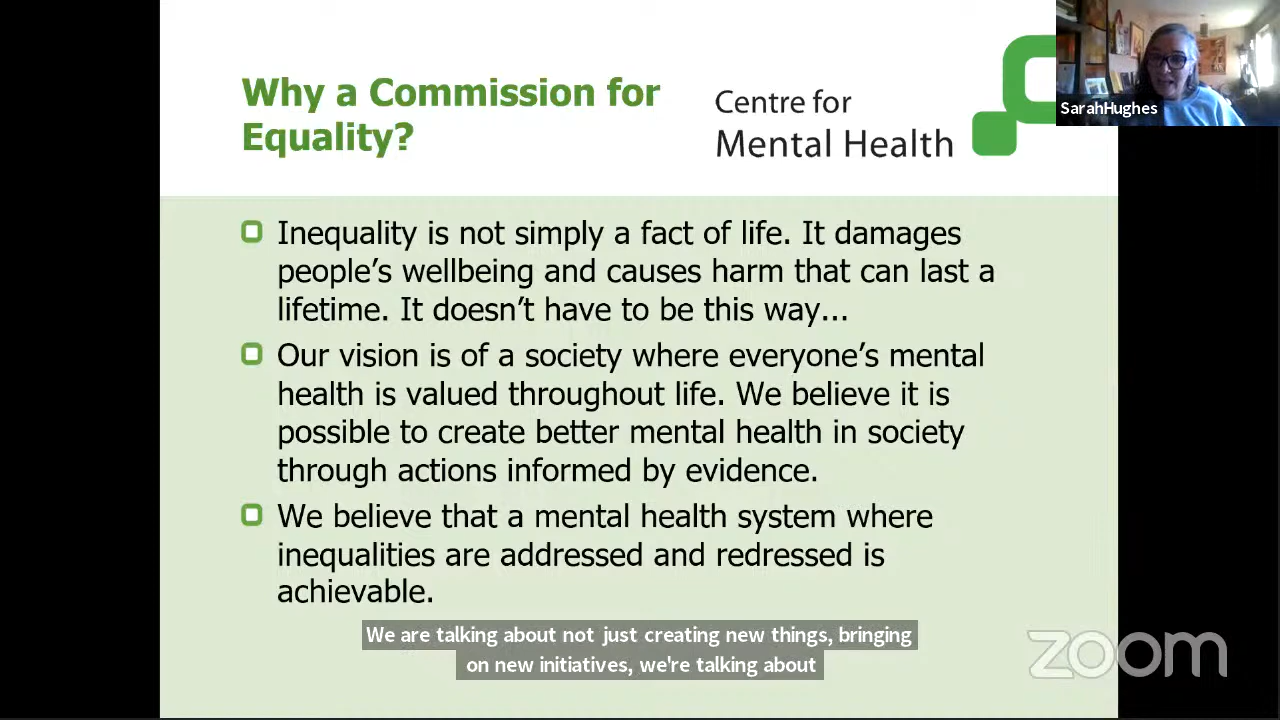 Why a Commission for
Equality?
Centre for
Mental Health
SarahHughes
Inequality is not simply a fact of life. It damages
people’s wellbeing and causes harm that can last a
lifetime. It doesn’t have to be this way...
Our vision is of a society where everyone’s mental
health is valued throughout life. We believe it is
possible to create better mental health in society
through actions informed by evidence.
We believe that a mental health system where
inequalities are addressed and redressed is
achievable.
We are talking about not just creating new things, bringing
on new initiatives, we're talking about
zoom